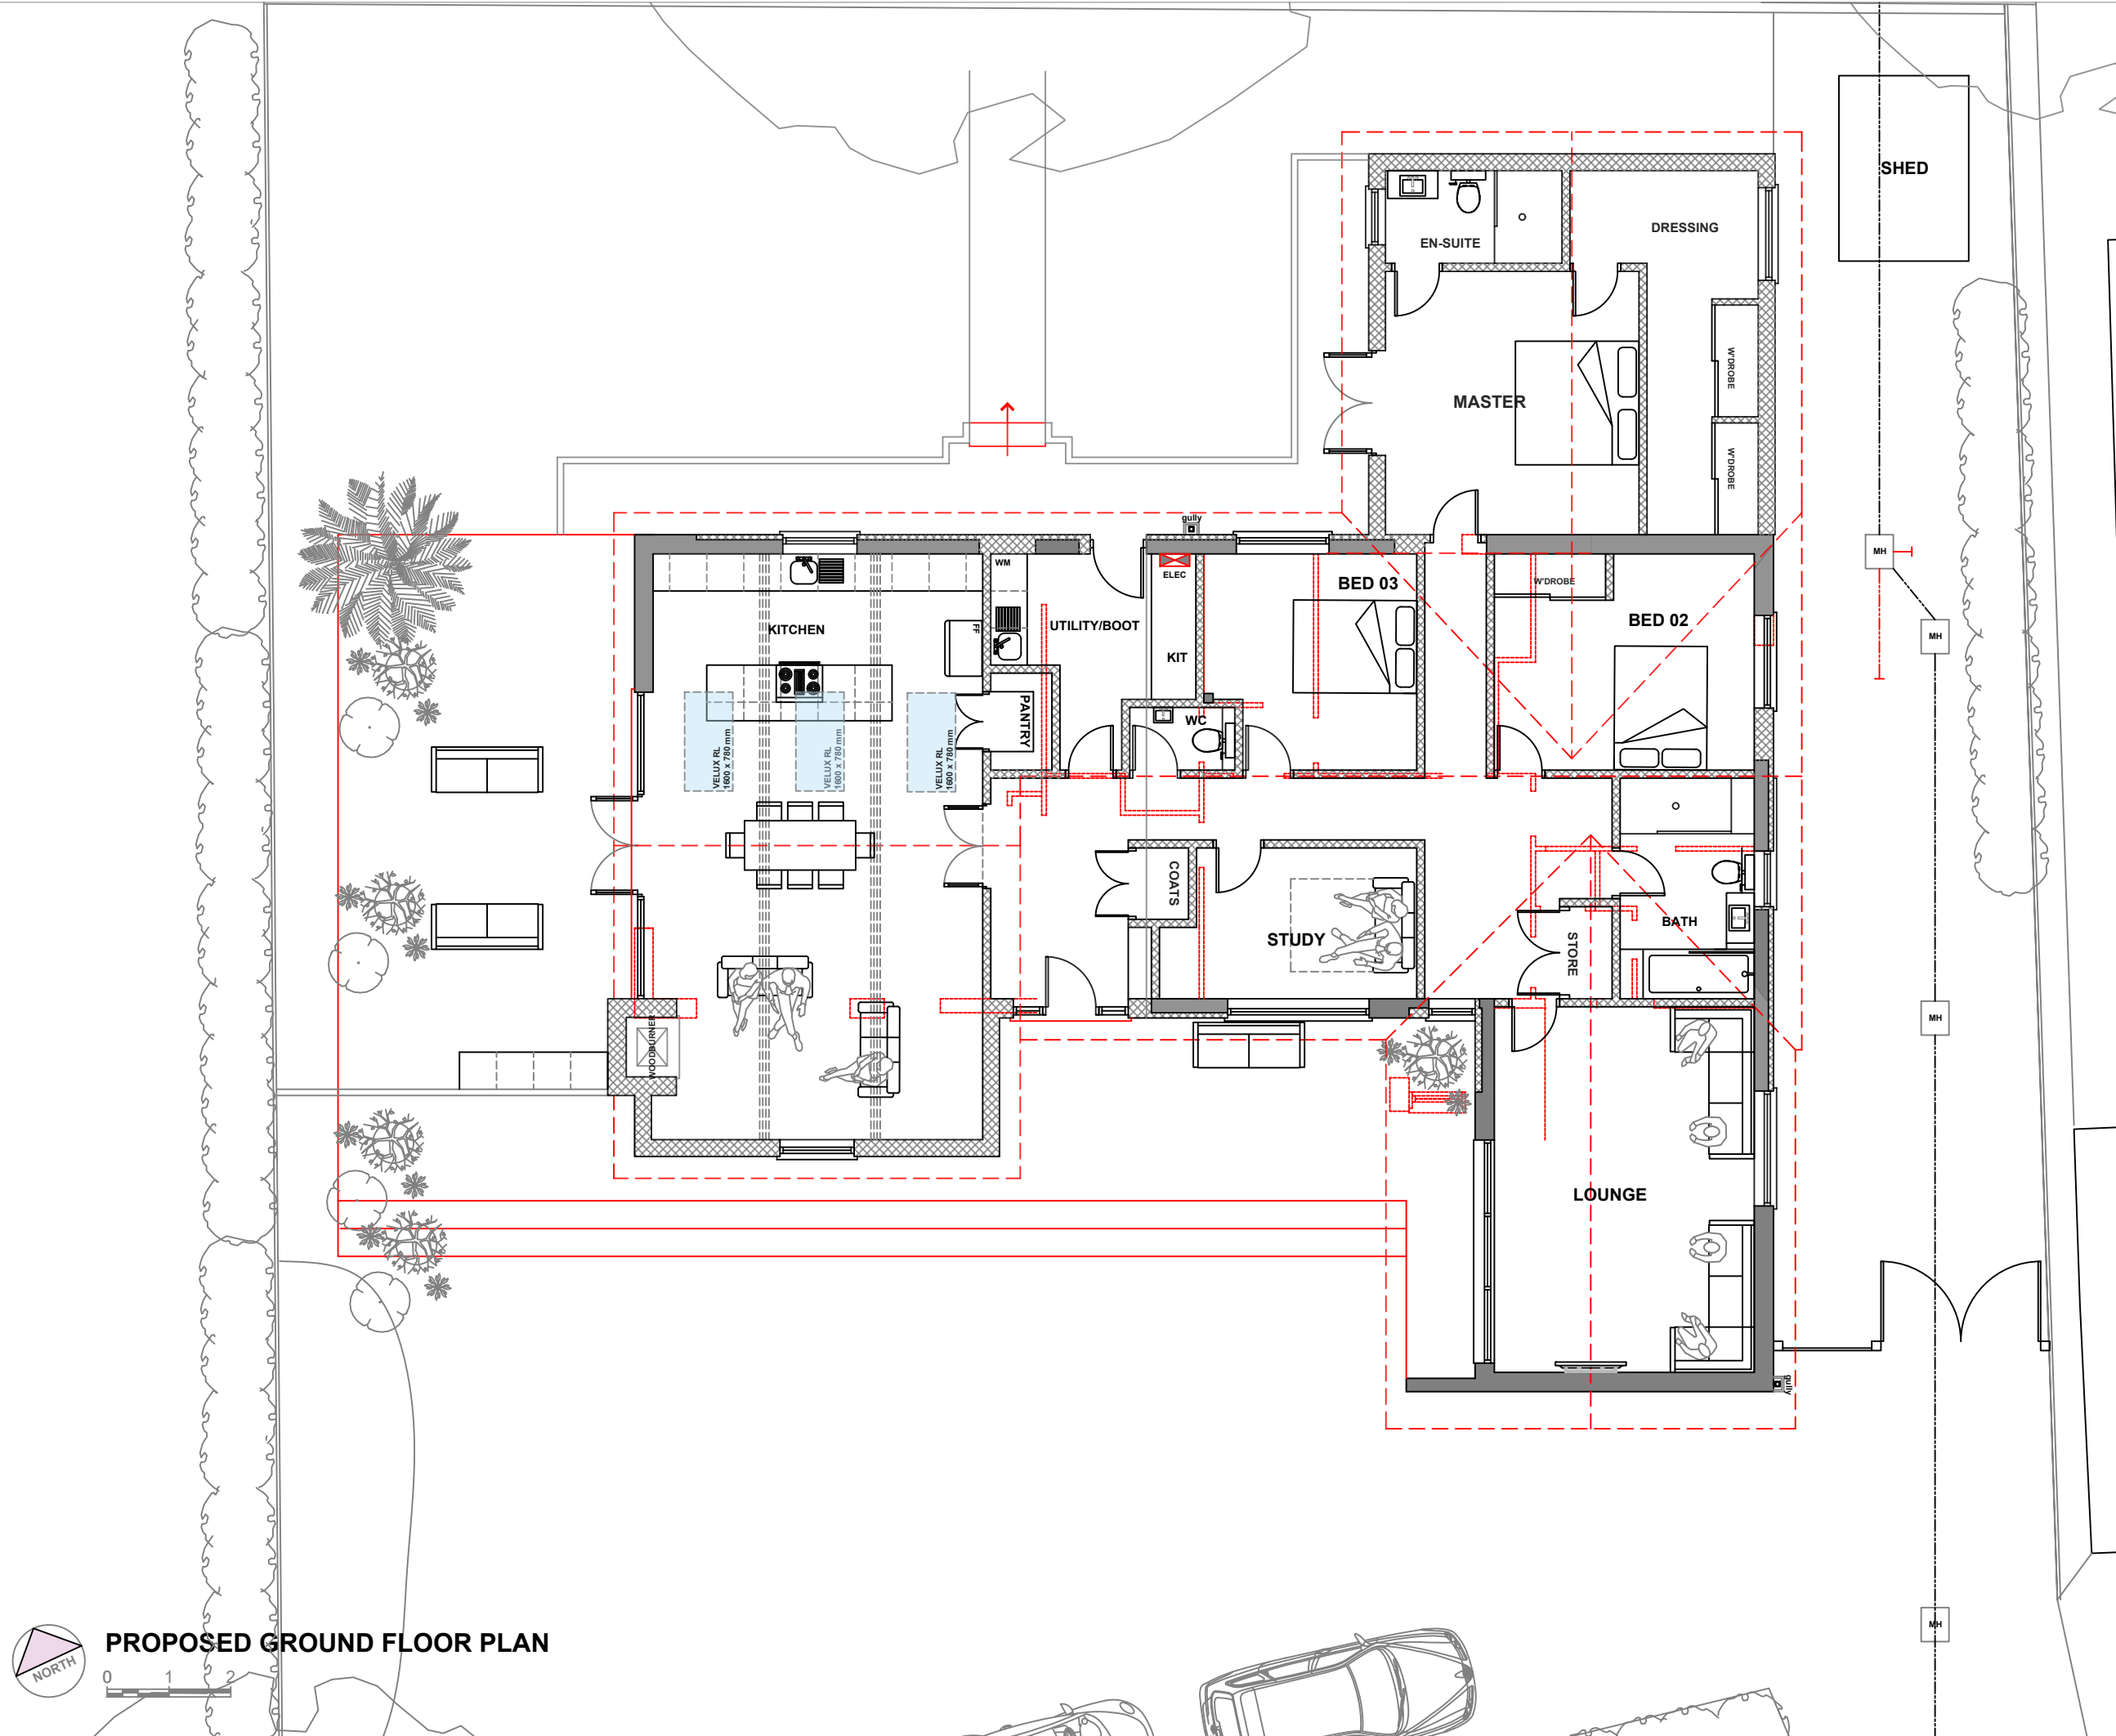 SHED
EN-SUITE
DRESSING
W'DROBE
MASTER
W'DROBE
gully
MH
WM
ELEC
BED 03
W'DROBE
BED 02
KITCHEN
FF
UTILITY/BOOT
KIT
MH
PANTRY
WC
VELUX RL
1600 x 780 mm
VELUX RL
1600 x 780 mm
VELUX RL
1600 x 780 mm
COATS
STUDY
BATH
STORE
MH
WOODBURNER
LOUNGE
gully
MH
PROPOSED GROUND FLOOR PLAN
NORTH
0 1 2